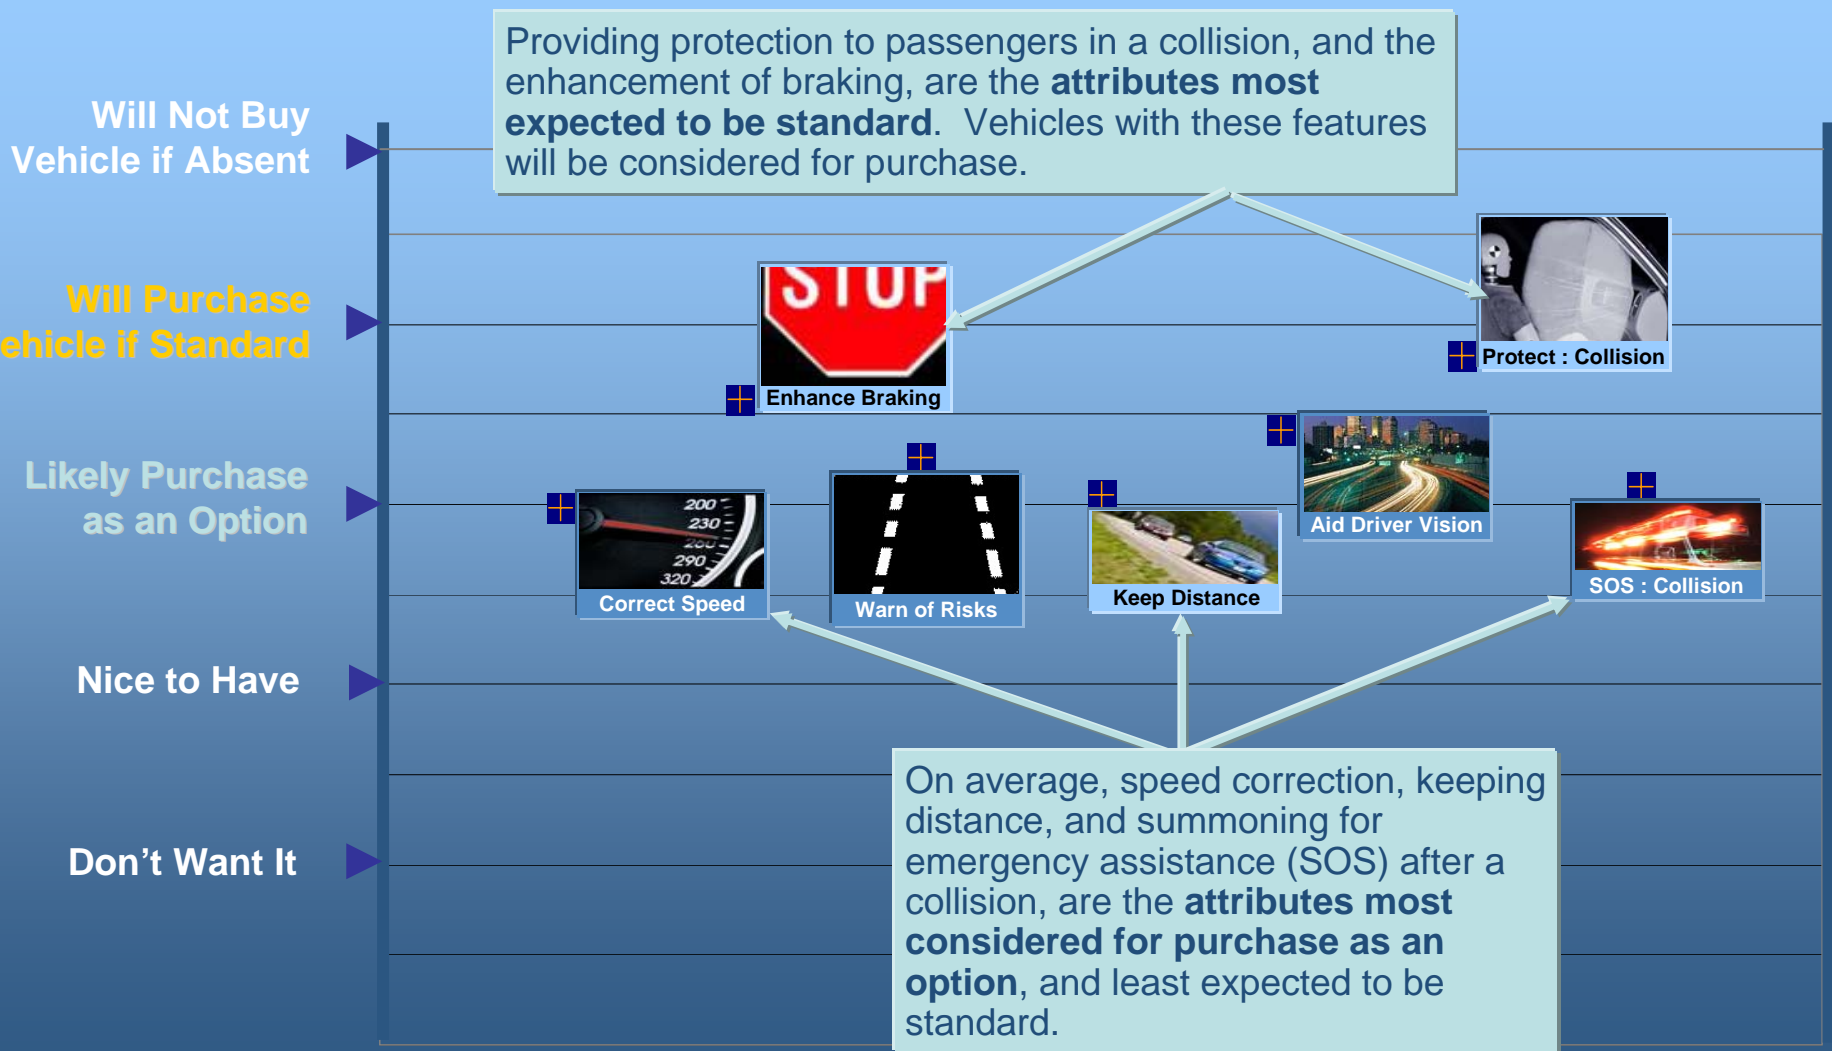 Providing protection to passengers in a collision, and the
enhancement of braking, are the attributes most
expected to be standard. Vehicles with these features
will be considered for purchase.
Will Not Buy
Vehicle if Absent
Will Purchase
ehicle if Standard
Likely Purchase
as an Option
Nice to Have
Don’t Want It
STOP
Enhance Braking
Protect : Collision
200
230
260
290
320
Correct Speed
Warn of Risks
Keep Distance
Aid Driver Vision
SOS : Collision
On average, speed correction, keeping
distance, and summoning for
emergency assistance (SOS) after a
collision, are the attributes most
considered for purchase as an
option, and least expected to be
standard.